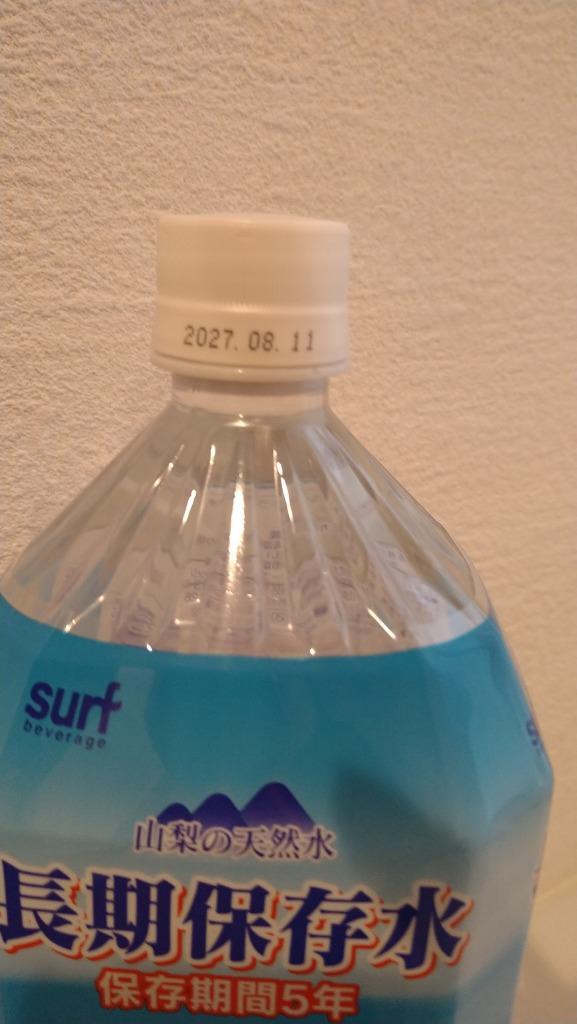 2027.08.11
surf
beverage
山梨の天然水
長期保存水
保存期間5年